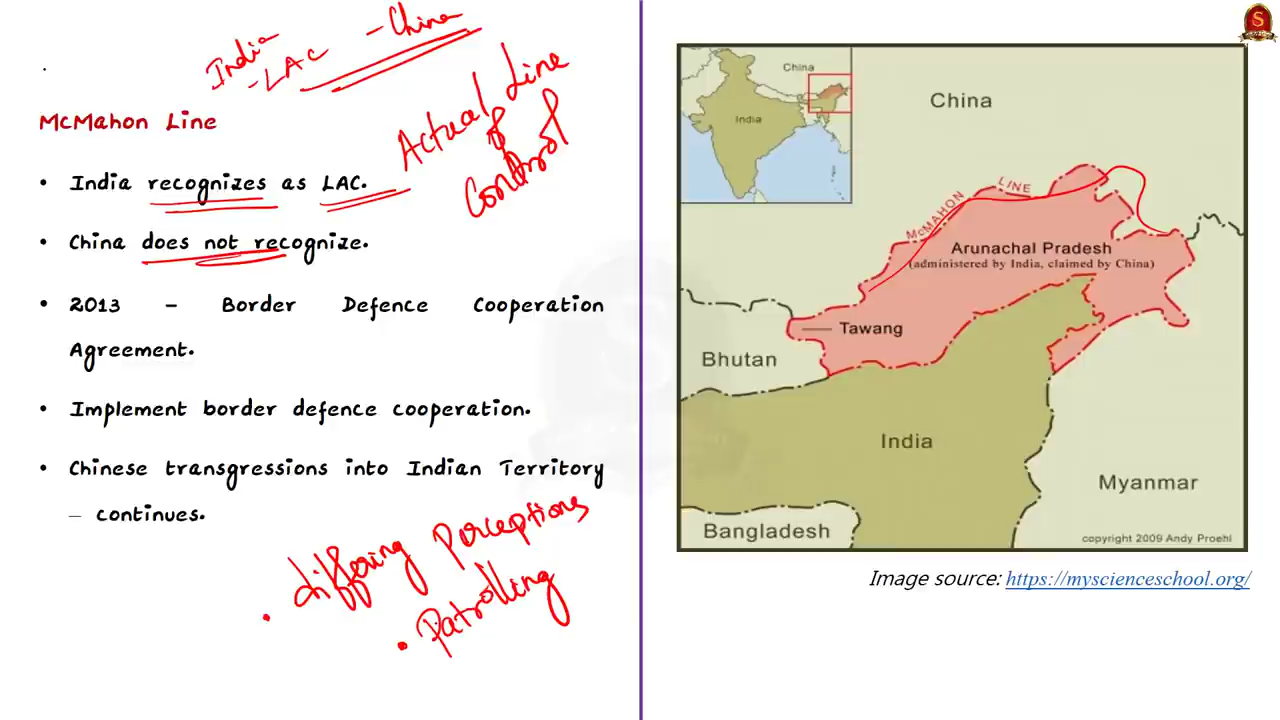 India
- LAC
- China
Actual Line
of
Control
McMahon Line
• India recognizes as LAC.
• China does not recognize.
• 2013 – Border Defence Cooperation
Agreement.
• Implement border defence cooperation.
• Chinese transgressions into Indian Territory
– continues.
• differing perceptions
• Patrolling
S
China
India
China
McMAHON LINE
Arunachal Pradesh
(administered by India, claimed by China)
Tawang
Bhutan
India
Myanmar
Bangladesh
copyright 2009 Andy Proehl
Image source: https://myscienceschool.org/